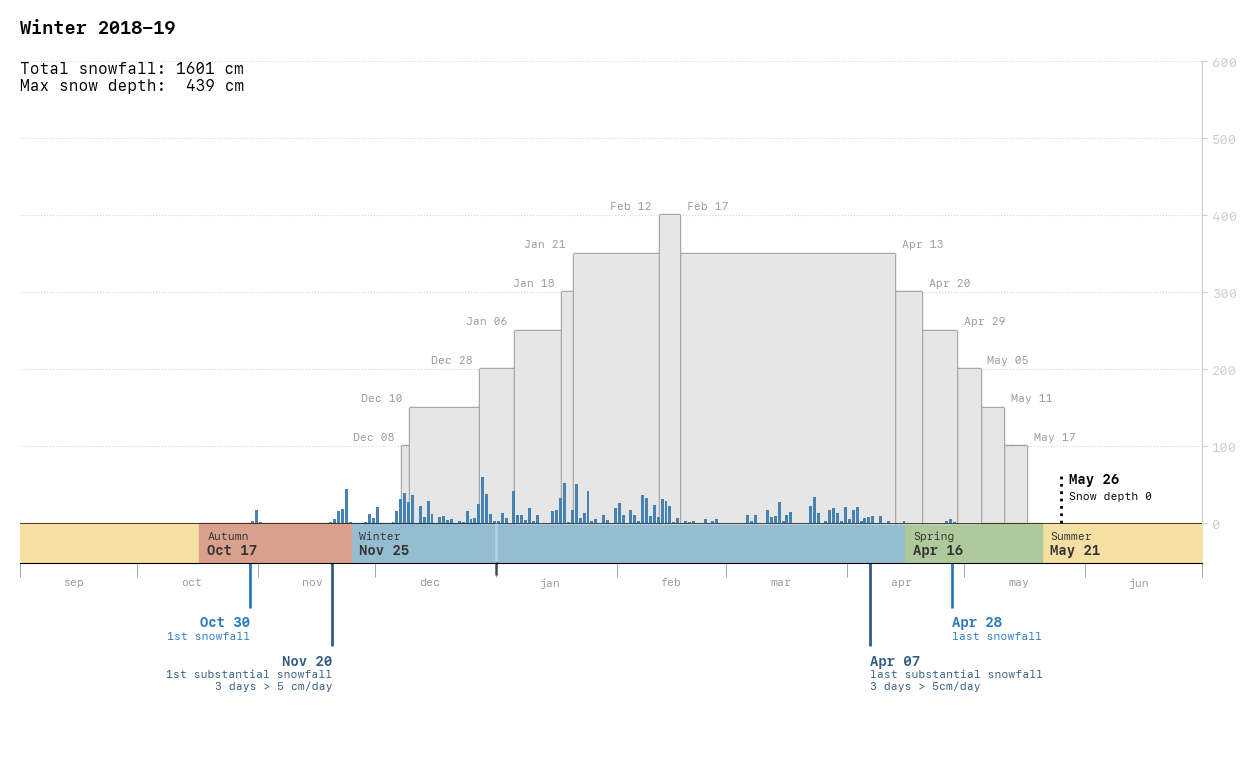 Winter 2018–19
Total snowfall: 1601 cm
Max snow depth:  439 cm
600
500
400
300
200
100
0
Feb 12
Feb 17
Jan 21
Apr 13
Jan 18
Apr 20
Jan 06
Apr 29
Dec 28
May 05
Dec 10
May 11
Dec 08
May 17
May 26
Snow depth 0
Autumn
Oct 17
Winter
Nov 25
Spring
Apr 16
Summer
May 21
sep oct nov dec jan feb mar apr may jun
Oct 30
1st snowfall
Apr 28
last snowfall
Nov 20
1st substantial snowfall
3 days > 5 cm/day
Apr 07
last substantial snowfall
3 days > 5cm/day